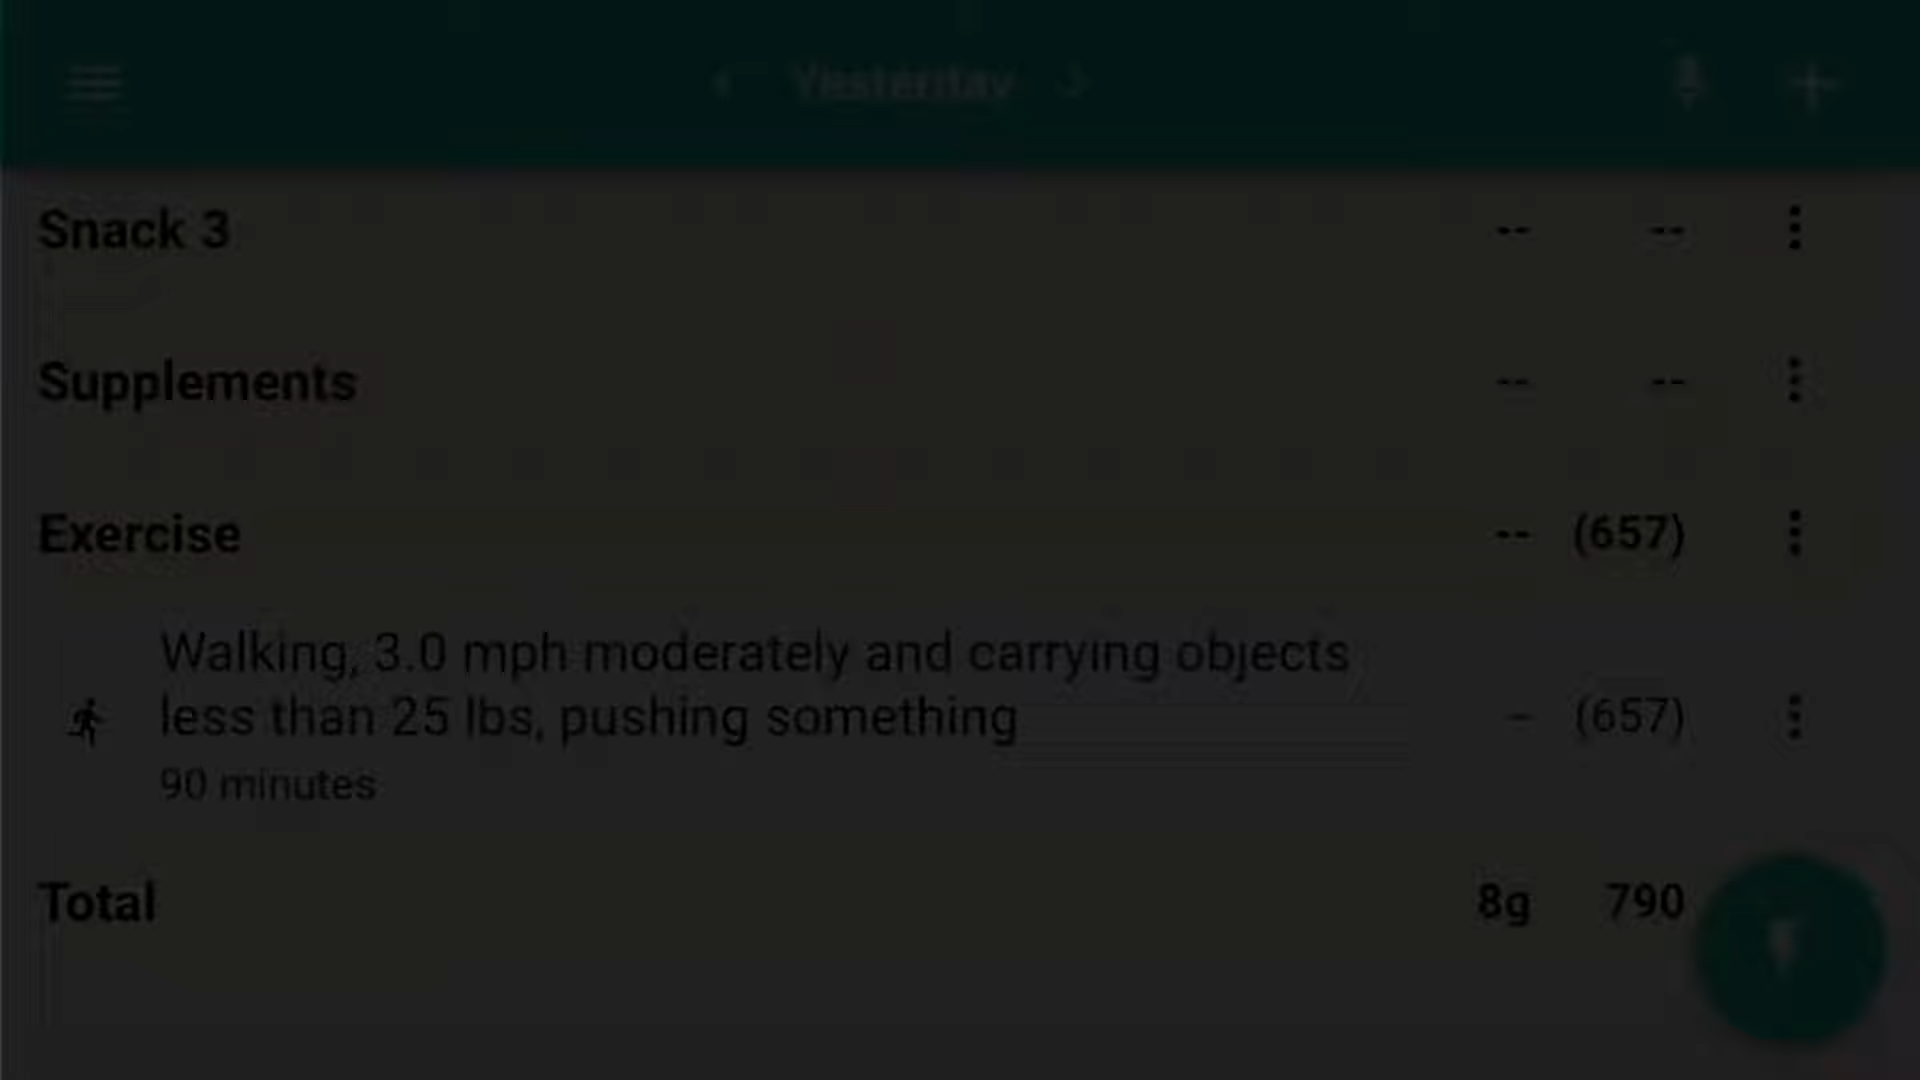 Yesterday
Snack 3 -- --
Supplements -- --
Exercise -- (657)
Walking, 3.0 mph moderately and carrying objects
less than 25 lbs, pushing something - (657)
90 minutes
Total 8g 790